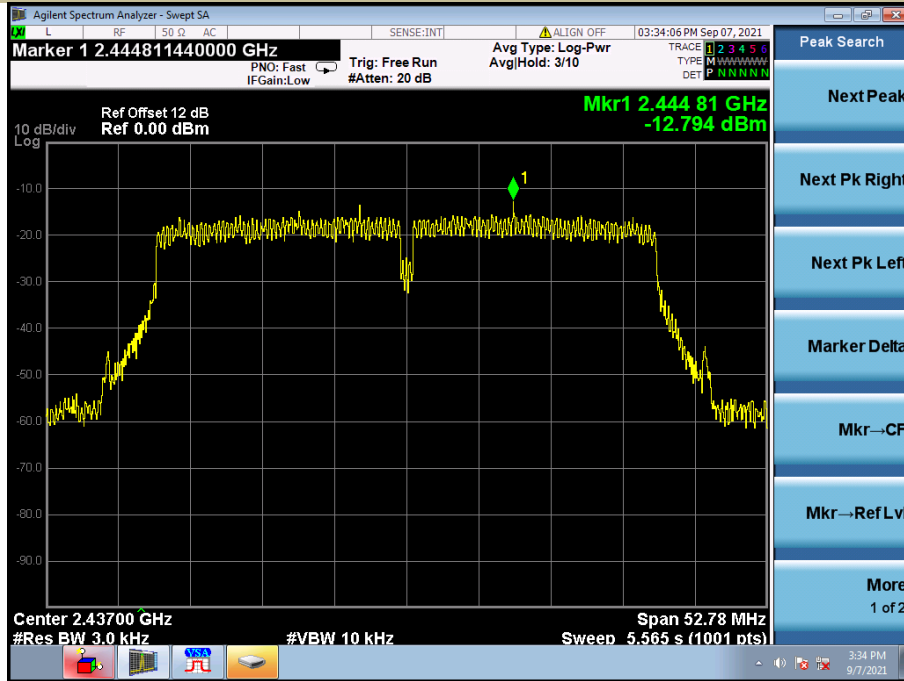 Agilent Spectrum Analyzer - Swept SA
LXI L RF 50 Ω AC SENSE:INT ALIGN OFF 03:34:06 PM Sep 07, 2021
Marker 1 2.444811440000 GHz
PNO: Fast
IFGain:Low
Trig: Free Run
#Atten: 20 dB
Avg Type: Log-Pwr
Avg|Hold: 3/10
TRACE 1 2 3 4 5 6
TYPE M WWWWW
DET P N N N N N
Peak Search
Next Peak
Next Pk Right
Next Pk Left
Marker Delta
Mkr→CF
Mkr→Ref Lvl
More
1 of 2
Mkr1 2.444 81 GHz
-12.794 dBm
Ref Offset 12 dB
10 dB/div Ref 0.00 dBm
Log
1
-10.0
-20.0
-30.0
-40.0
-50.0
-60.0
-70.0
-80.0
-90.0
Center 2.43700 GHz Span 52.78 MHz
#Res BW 3.0 kHz #VBW 10 kHz Sweep 5.565 s (1001 pts)
VSA
3:34 PM
9/7/2021